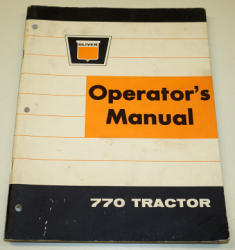 OLIVER
Operator's
Manual
770 TRACTOR